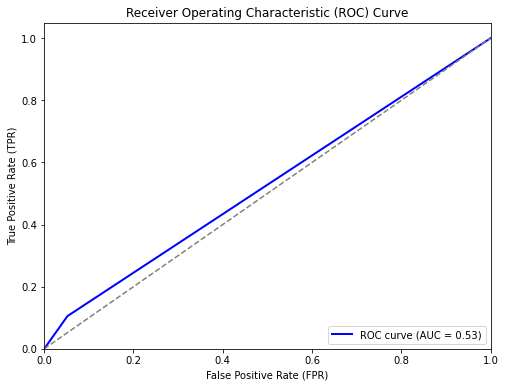 Receiver Operating Characteristic (ROC) Curve
True Positive Rate (TPR)
1.0
0.8
0.6
0.4
0.2
0.0
0.0 0.2 0.4 0.6 0.8 1.0
False Positive Rate (FPR)
ROC curve (AUC = 0.53)